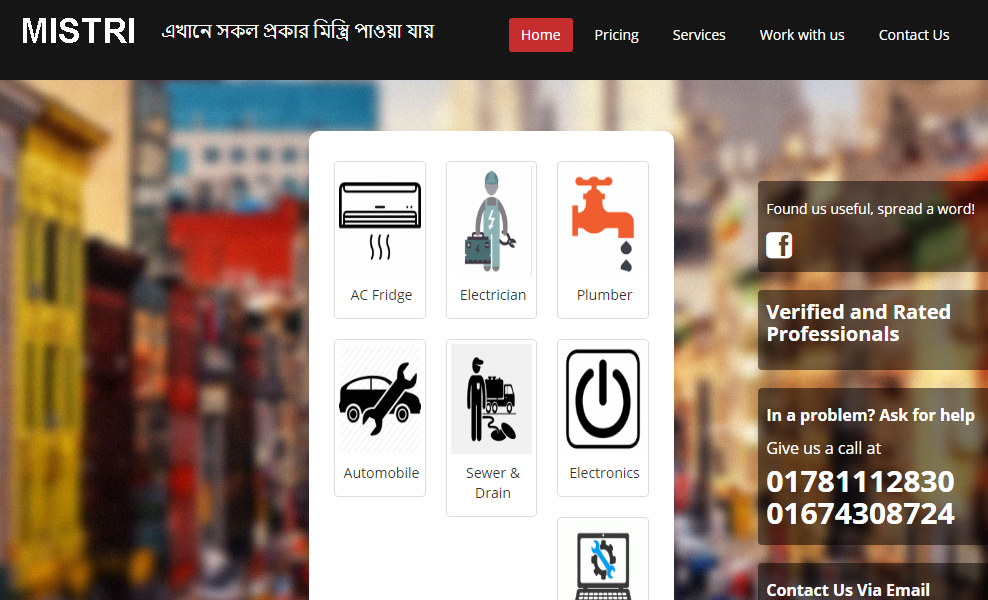 MISTRI
এখানে সকল প্রকার মিস্ত্রি পাওয়া যায়
Home
Pricing
Services
Work with us
Contact Us
AC Fridge
Electrician
Plumber
Automobile
Sewer &
Drain
Electronics
Found us useful, spread a word!
Verified and Rated
Professionals
In a problem? Ask for help
Give us a call at
01781112830
01674308724
Contact Us Via Email